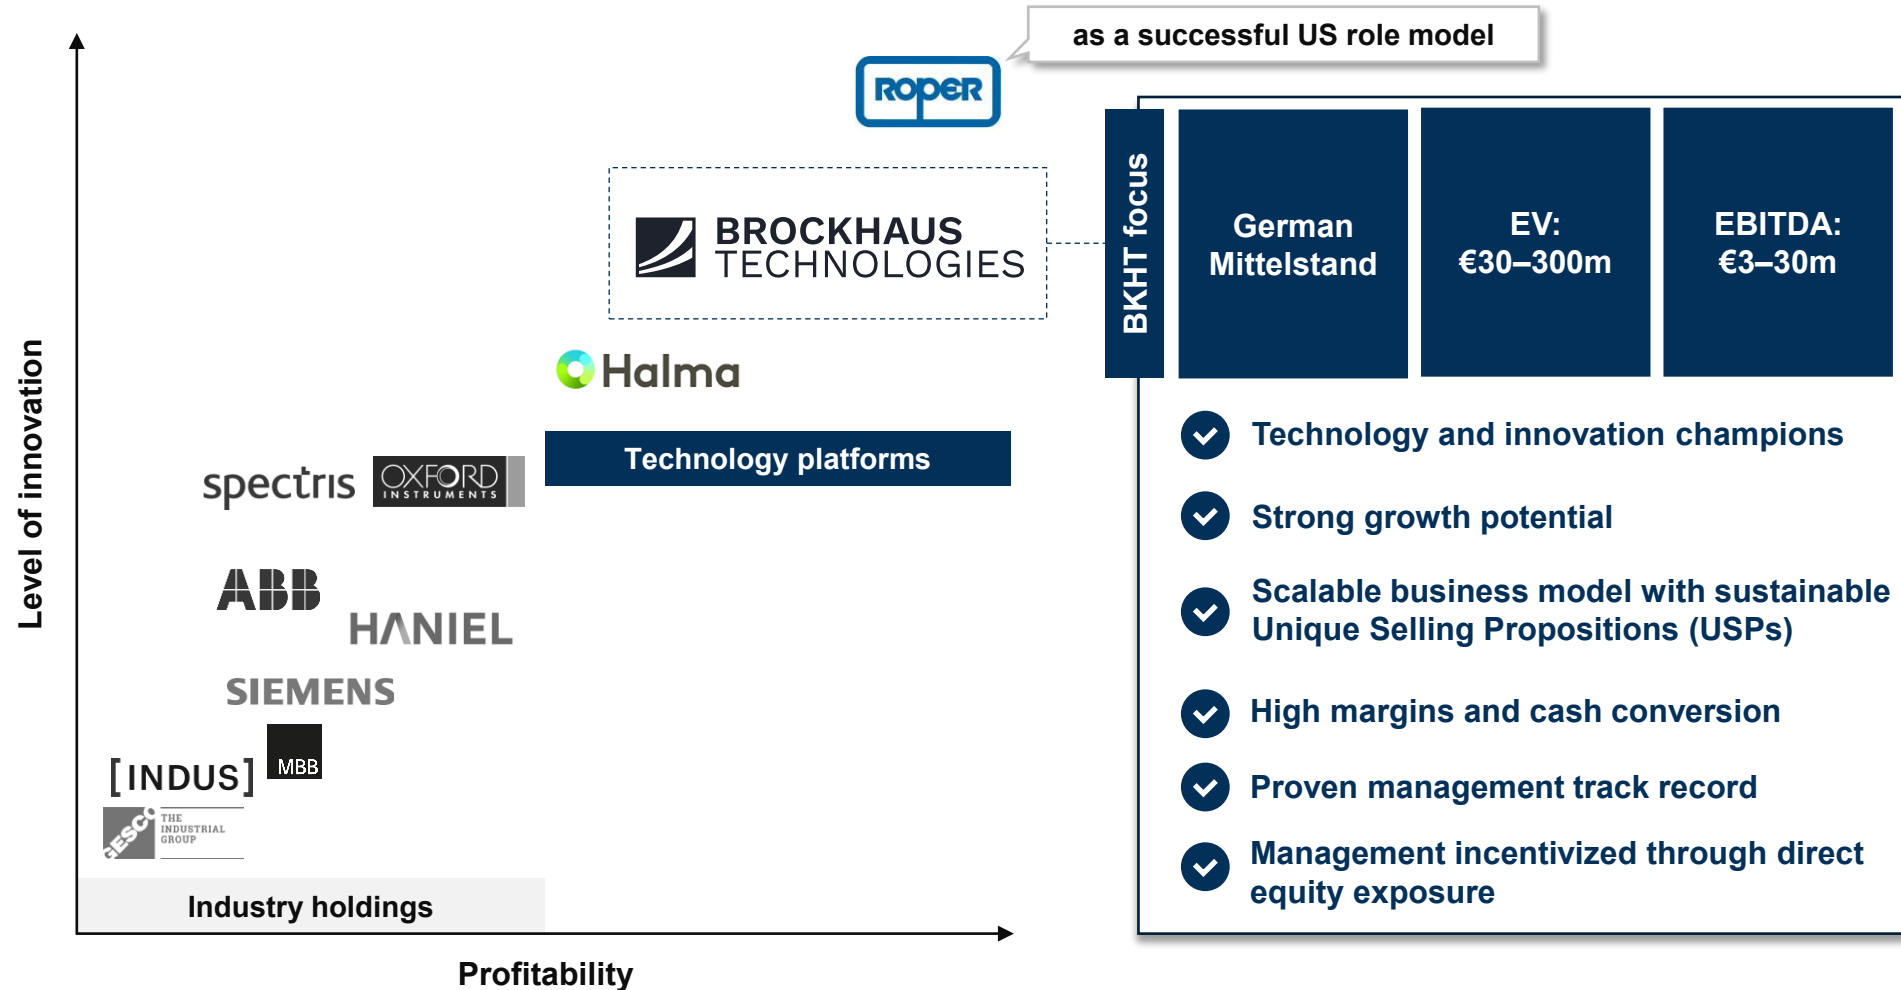 as a successful US role model
ROPER
BROCKHAUS
TECHNOLOGIES
Halma
Technology platforms
spectris
OXFORD
INSTRUMENTS
ABB
HANIEL
SIEMENS
MBB
[INDUS]
GESCO
THE
INDUSTRIAL
GROUP
Industry holdings
Level of innovation
Profitability
BKHT focus
German
Mittelstand
EV:
€30–300m
EBITDA:
€3–30m
Technology and innovation champions
Strong growth potential
Scalable business model with sustainable
Unique Selling Propositions (USPs)
High margins and cash conversion
Proven management track record
Management incentivized through direct
equity exposure